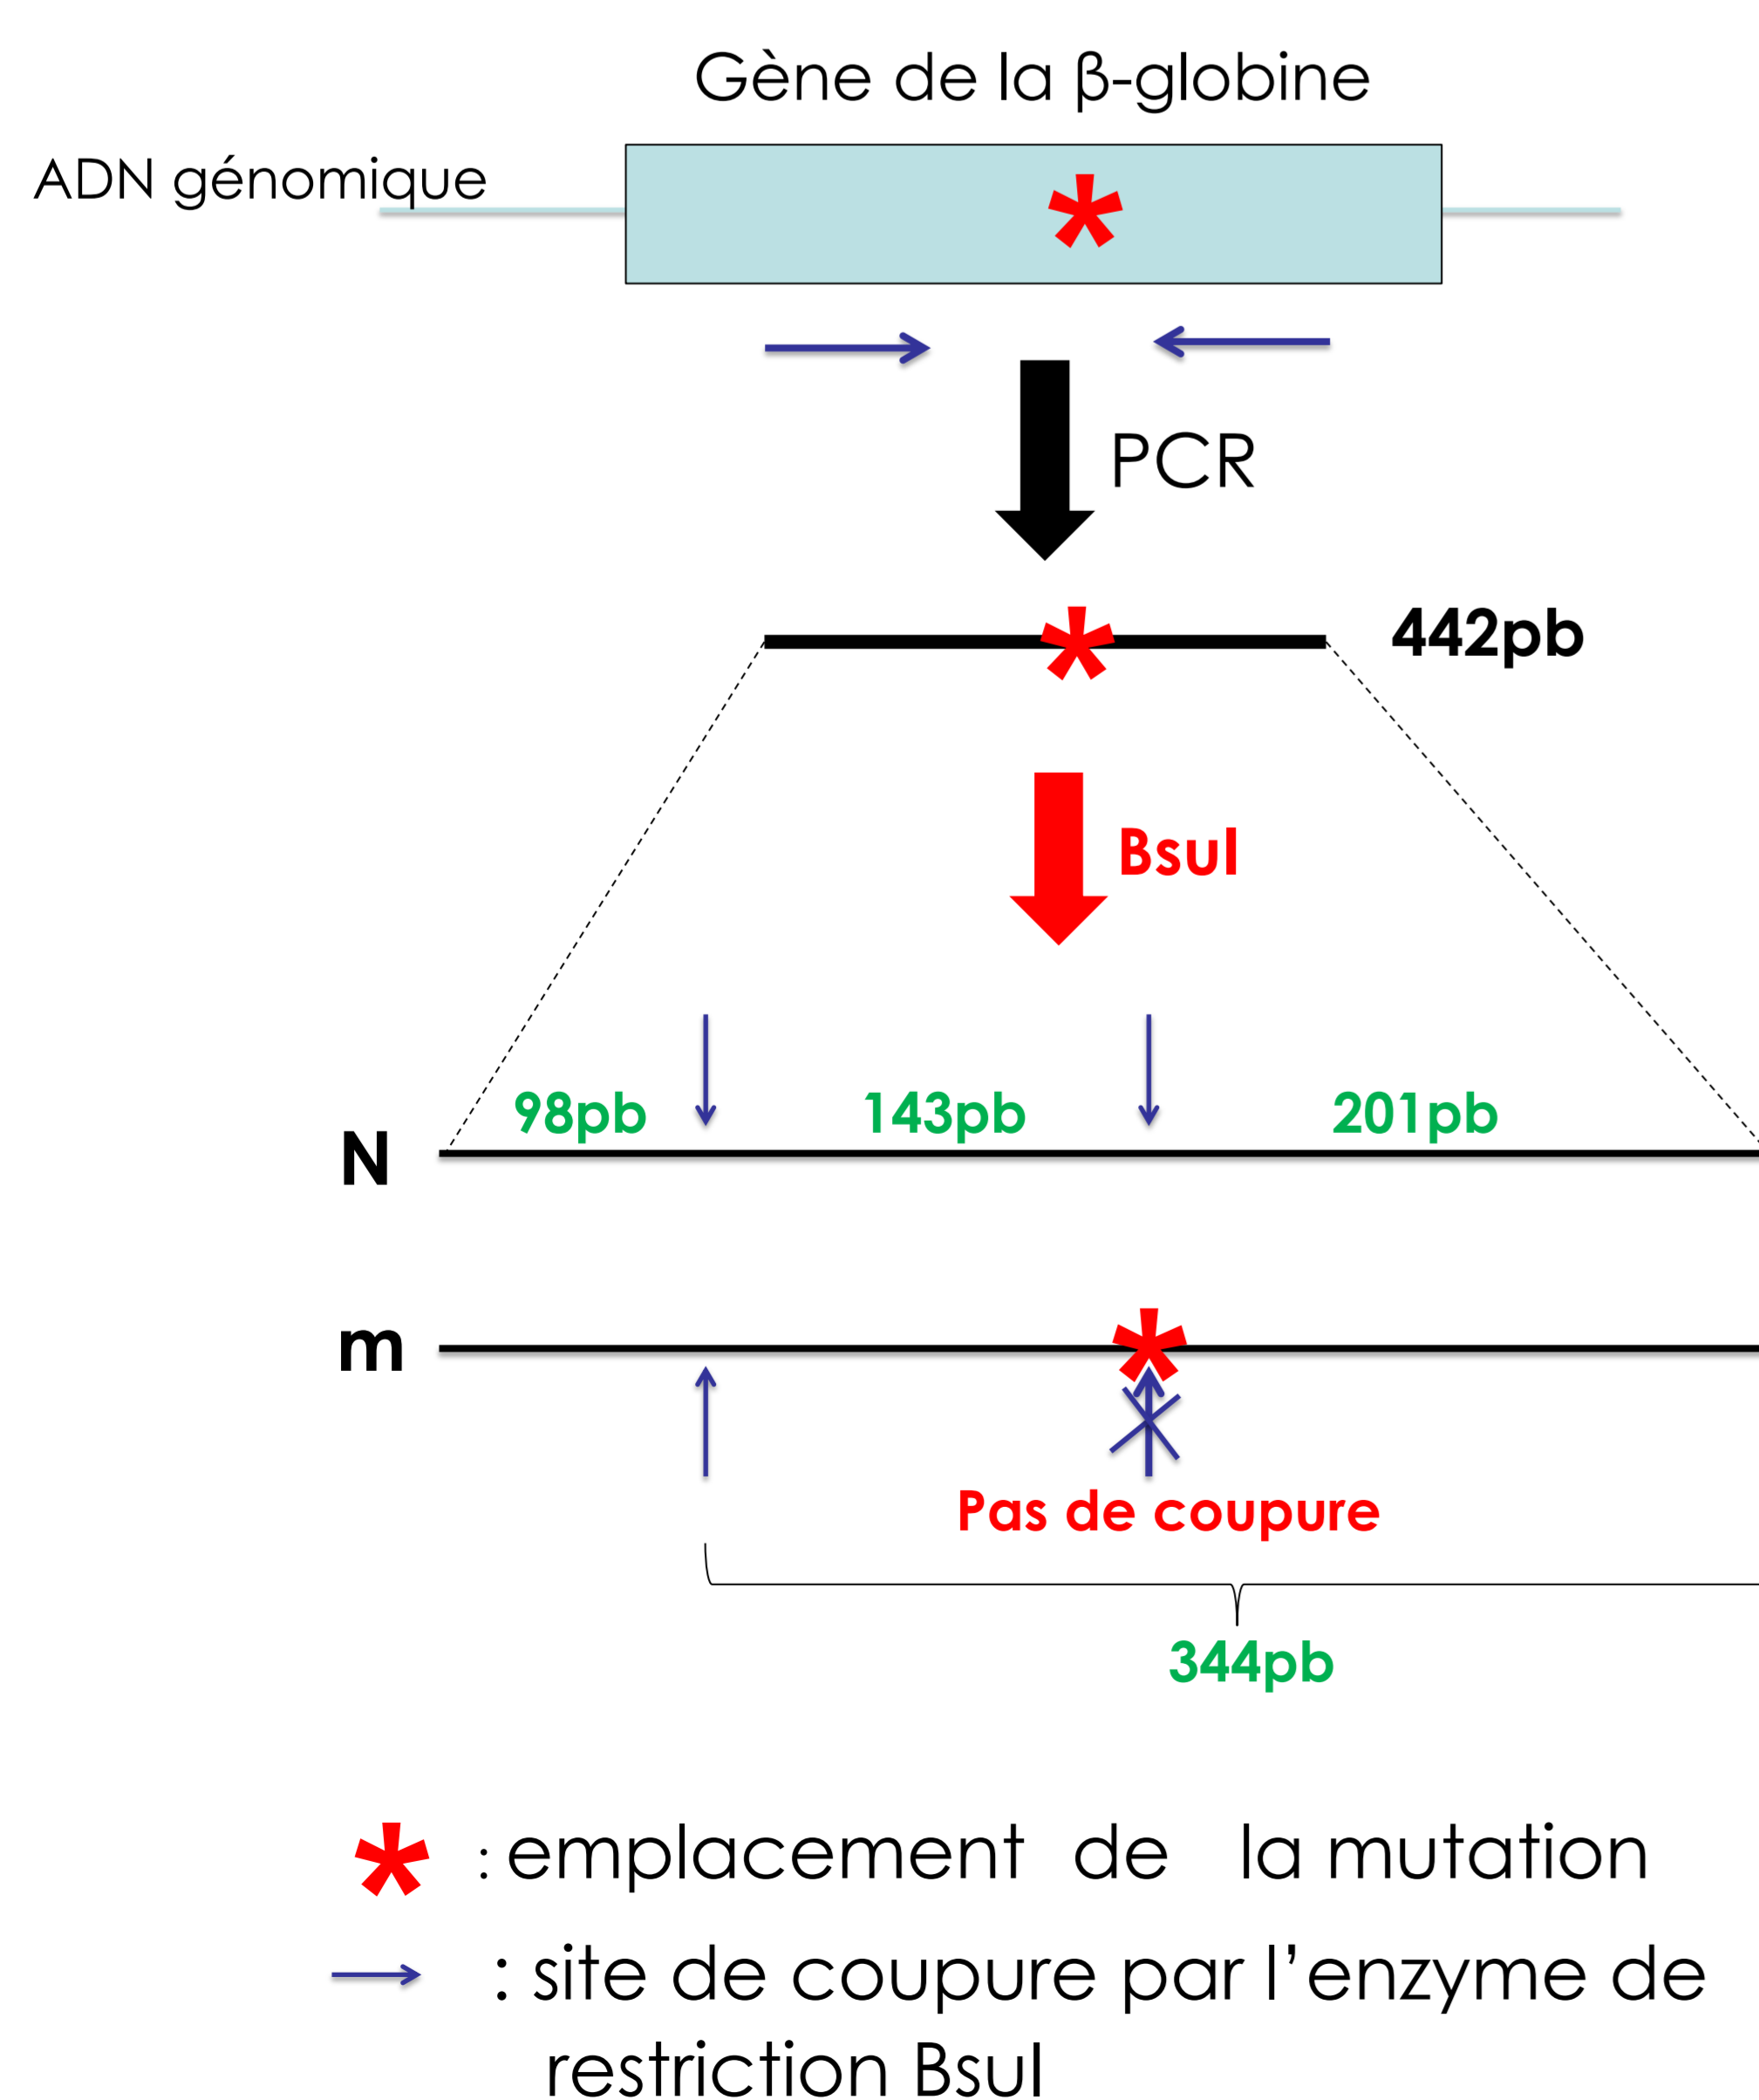 Gène de la β-globine
ADN génomique
PCR
442pb
BsuI
98pb 143pb 201pb
N
m
Pas de coupure
344pb
* : emplacement de la mutation
: site de coupure par l’enzyme de
restriction BsuI